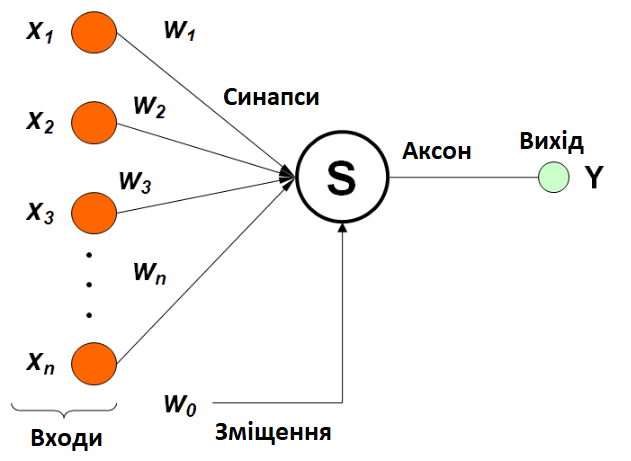 X1
W1
Синапси
X2
W2
S
Аксон
Вихід
Y
X3
W3
Wn
Xn
W0
Входи
Зміщення